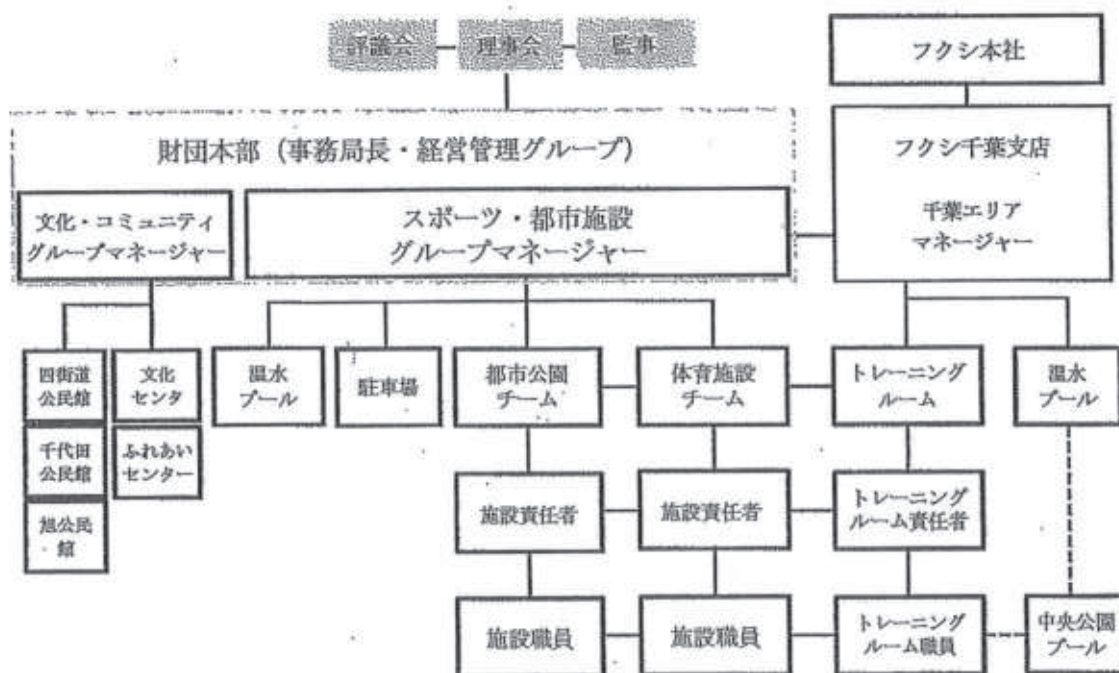 評議会
理事会
監事
フクシ本社
財団本部（事務局長・経営管理グループ）
フクシ千葉支店
千葉エリア
マネージャー
文化・コミュニティ
グループマネージャー
スポーツ・都市施設
グループマネージャー
四街道
公民館
文化
センタ
温水
プール
駐車場
都市公園
チーム
体育施設
チーム
トレーニング
ルーム
温水
プール
千代田
公民館
ふれあい
センター
旭公民
館
施設責任者
施設責任者
トレーニング
ルーム責任者
施設職員
施設職員
トレーニング
ルーム職員
中央公園
プール